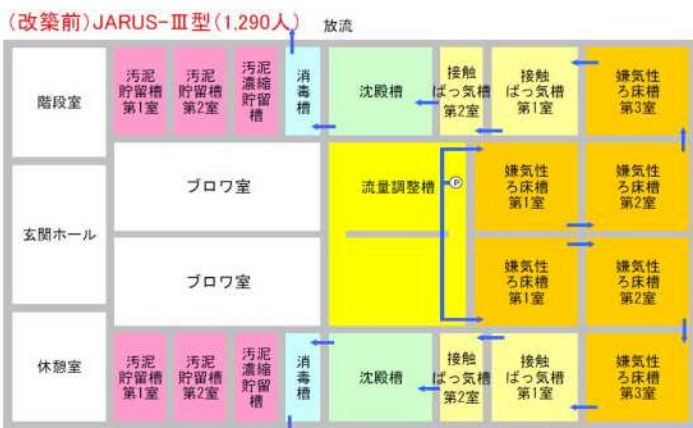 (改築前)JARUS-Ⅲ型(1,290人)
放流
階段室
汚泥
貯留槽
第1室
汚泥
貯留槽
第2室
汚泥
濃縮
貯留
槽
消
毒
槽
沈殿槽
接触
ばっ気槽
第2室
接触
ばっ気槽
第1室
嫌気性
ろ床槽
第3室
玄関ホール
ブロワ室
流量調整槽
P
嫌気性
ろ床槽
第1室
嫌気性
ろ床槽
第2室
ブロワ室
嫌気性
ろ床槽
第1室
嫌気性
ろ床槽
第2室
休憩室
汚泥
貯留槽
第1室
汚泥
貯留槽
第2室
汚泥
濃縮
貯留
槽
消
毒
槽
沈殿槽
接触
ばっ気槽
第2室
接触
ばっ気槽
第1室
嫌気性
ろ床槽
第3室